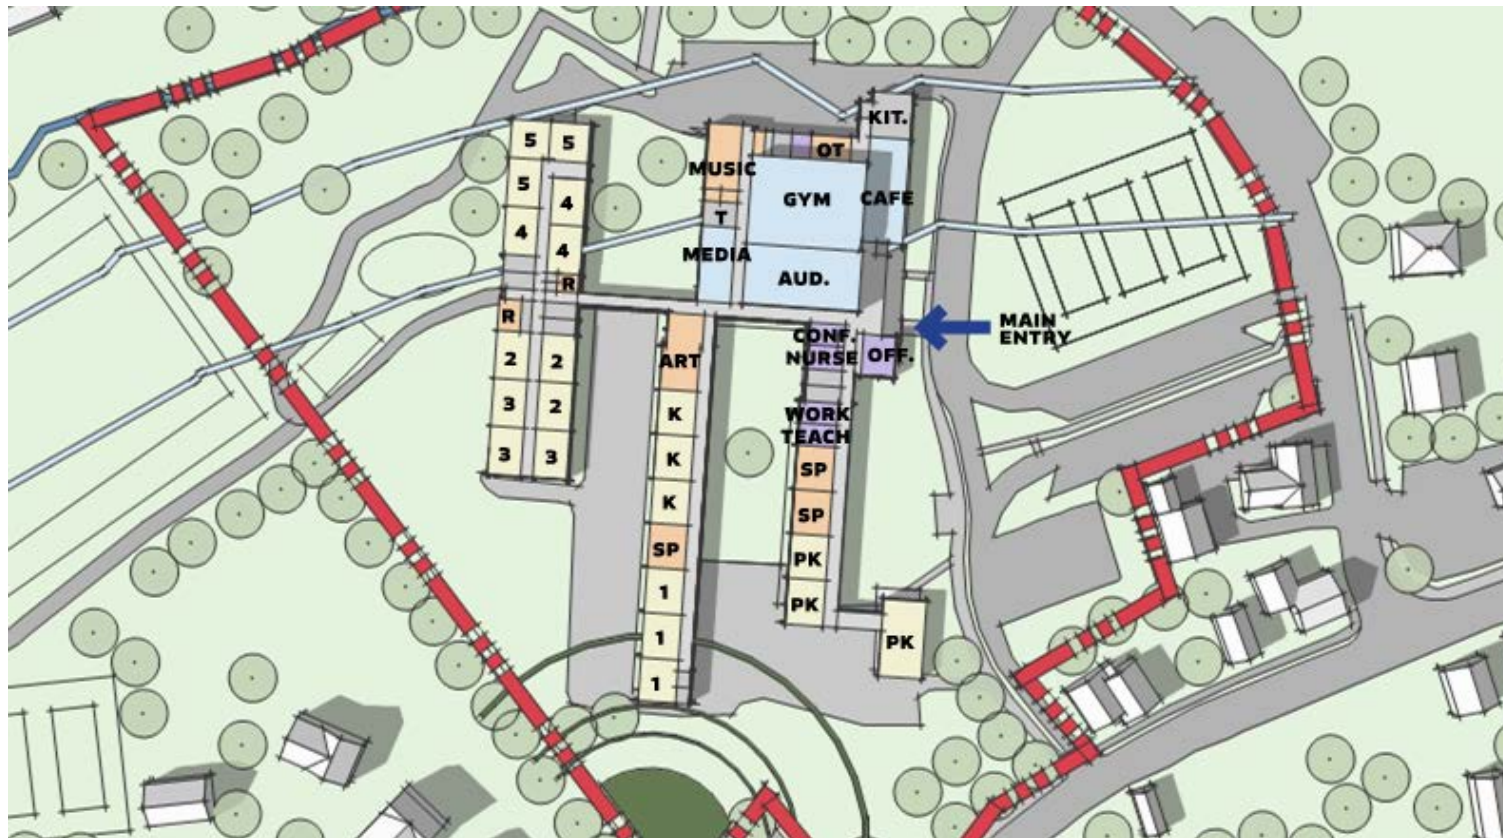 KIT.
5
5
OT
MUSIC
5
GYM
CAFE
4
T
4
4
MEDIA
AUD.
R
R
MAIN
ENTRY
CONF.
NURSE
OFF.
ART
2
2
3
2
K
WORK
TEACH
3
3
K
SP
K
SP
SP
PK
1
PK
1
PK
1